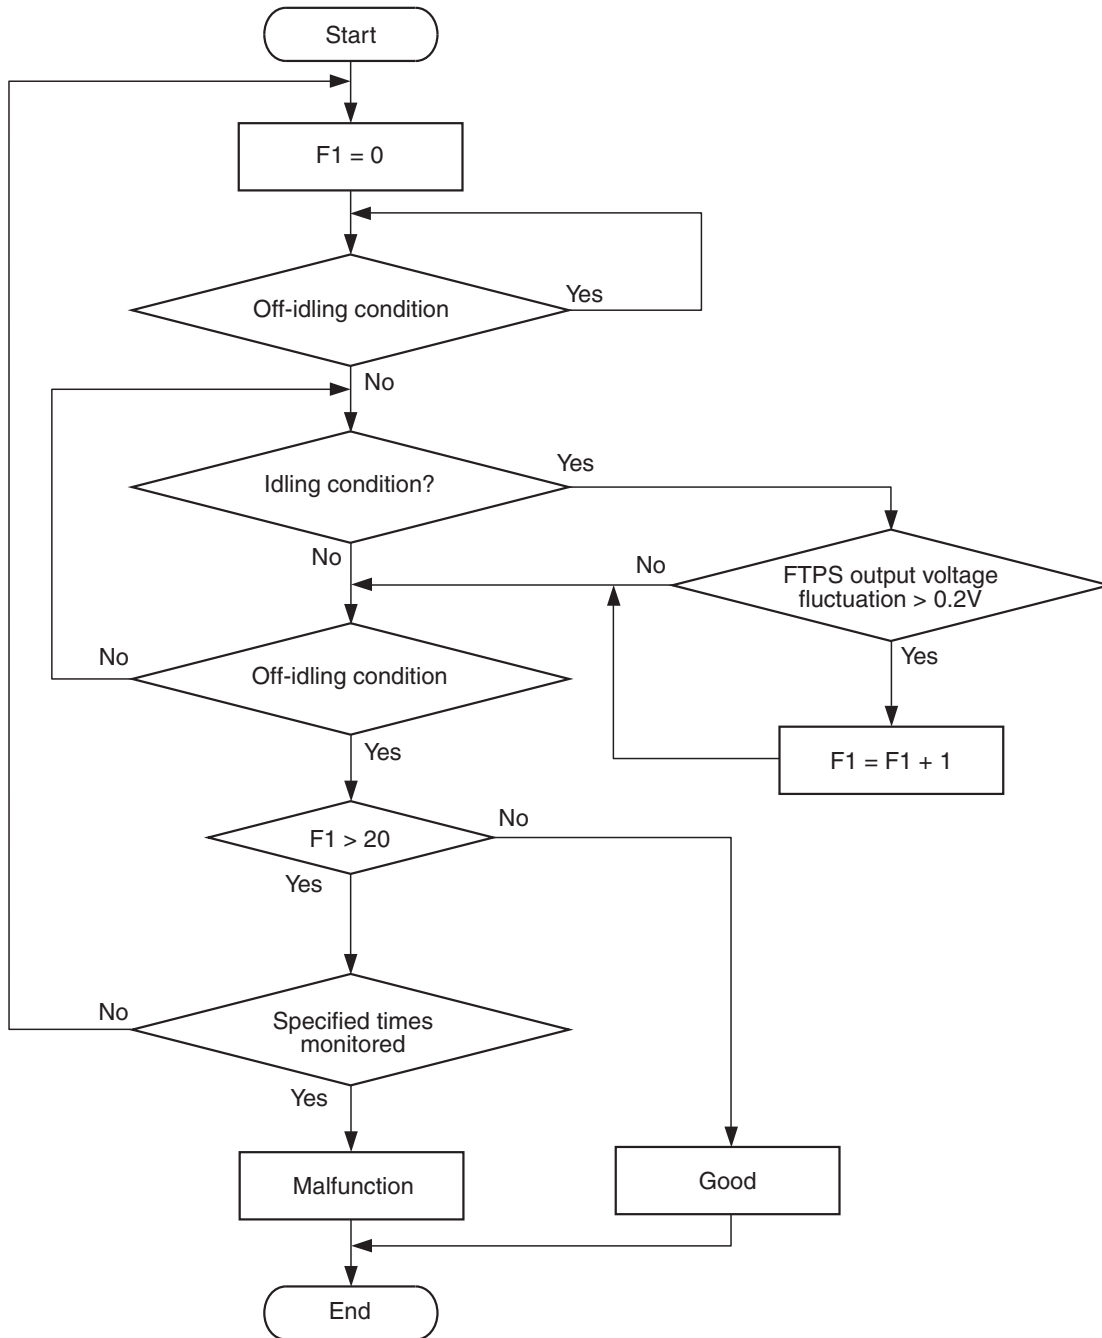 Start
F1 = 0
Off-idling condition
Yes
No
Idling condition?
Yes
No
FTPS output voltage
fluctuation > 0.2V
No
Yes
F1 = F1 + 1
Off-idling condition
No
Yes
F1 > 20
No
Yes
Specified times
monitored
No
Yes
Malfunction
Good
End